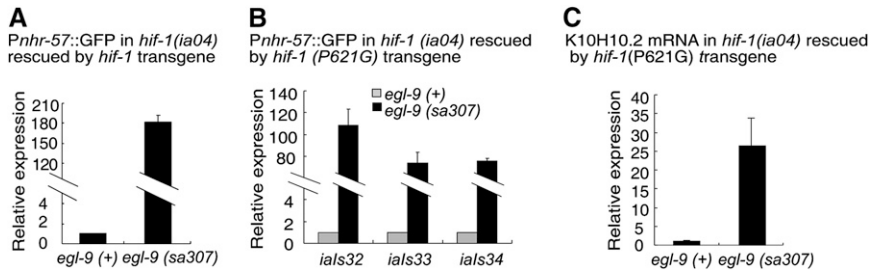 A
Pnhr-57::GFP in hif-1(ia04)
rescued by hif-1 transgene
Relative expression
210
180
150
120
4
2
0
egl-9 (+)
egl-9 (sa307)
B
Pnhr-57::GFP in hif-1 (ia04) rescued
by hif-1 (P621G) transgene
Relative expression
140
120
100
80
4
2
0
egl-9 (+)
egl-9 (sa307)
iaIs32
iaIs33
iaIs34
C
K10H10.2 mRNA in hif-1(ia04) rescued
by hif-1(P621G) transgene
Relative expression
40
35
30
25
20
15
10
5
0
egl-9 (+)
egl-9 (sa307)